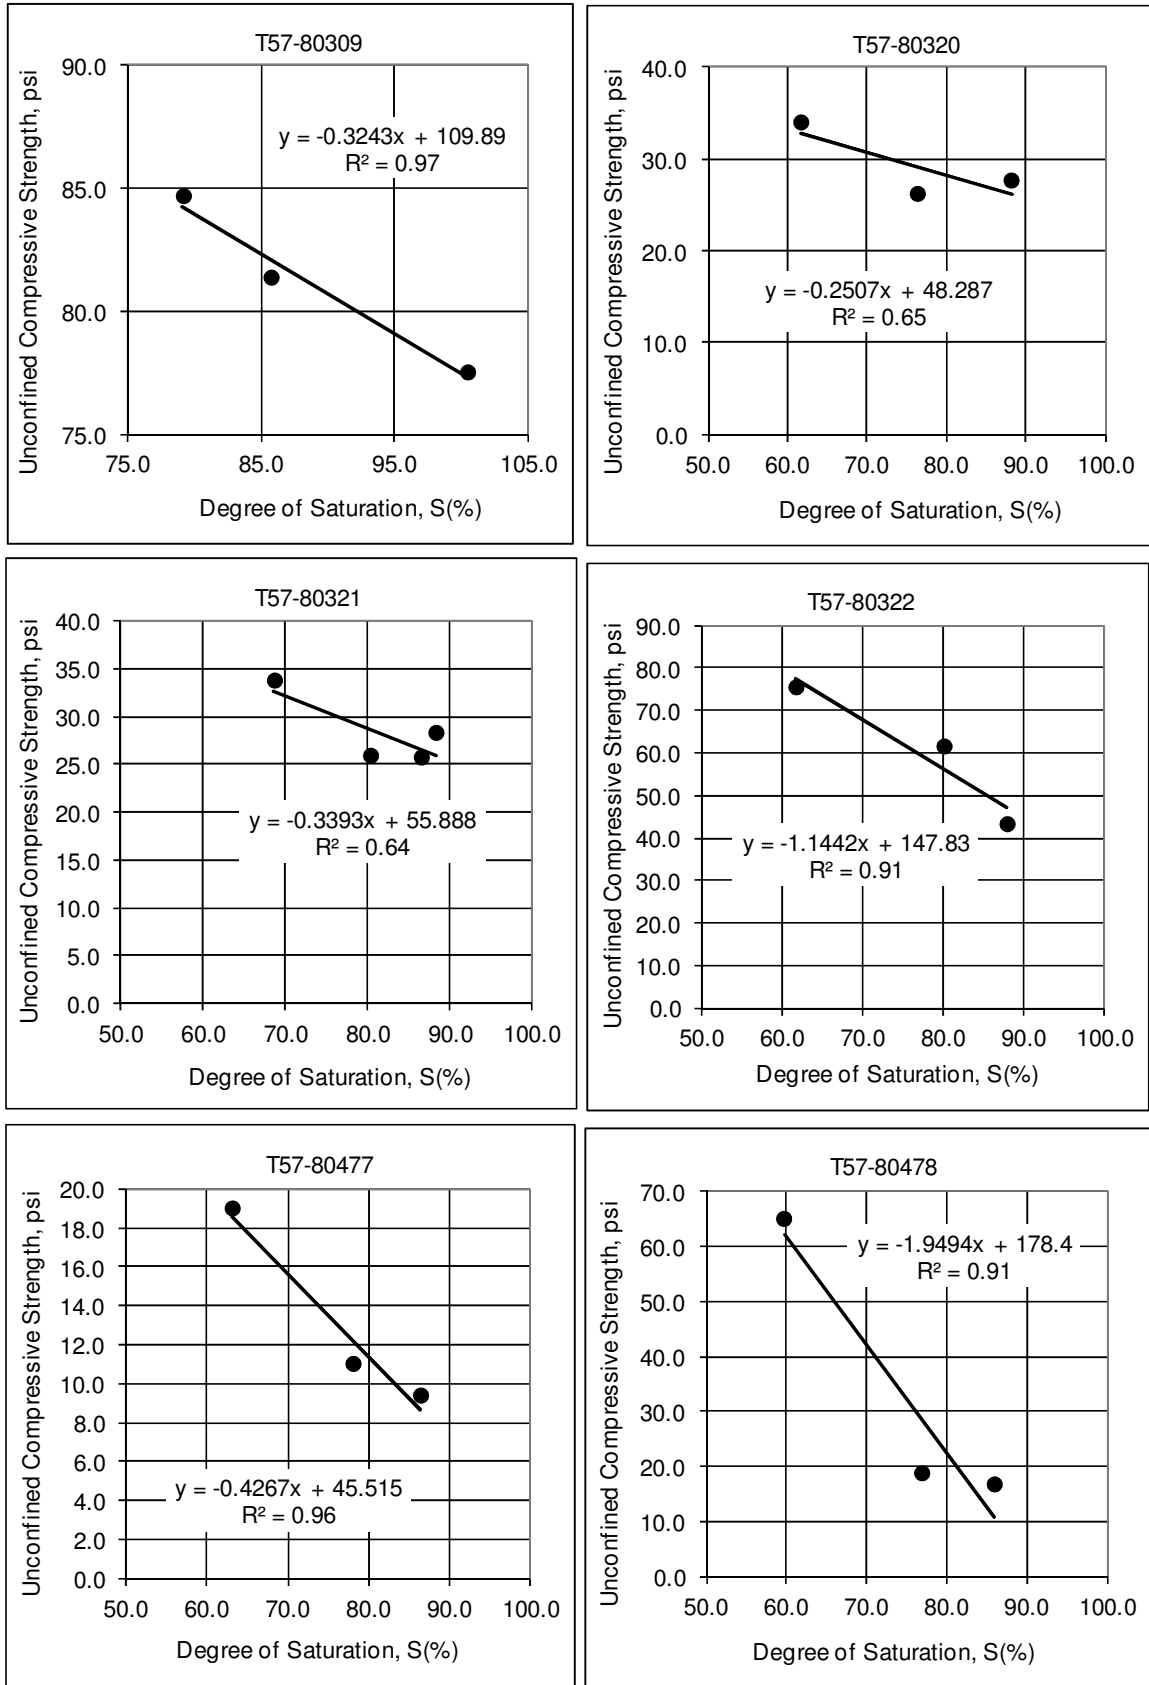 T57-80309
Unconfined Compressive Strength, psi
90.0
85.0
80.0
75.0
y = -0.3243x + 109.89
R² = 0.97
75.0 85.0 95.0 105.0
Degree of Saturation, S(%)
T57-80320
Unconfined Compressive Strength, psi
40.0
30.0
20.0
10.0
0.0
y = -0.2507x + 48.287
R² = 0.65
50.0 60.0 70.0 80.0 90.0 100.0
Degree of Saturation, S(%)
T57-80321
Unconfined Compressive Strength, psi
40.0
35.0
30.0
25.0
20.0
15.0
10.0
5.0
0.0
y = -0.3393x + 55.888
R² = 0.64
50.0 60.0 70.0 80.0 90.0 100.0
Degree of Saturation, S(%)
T57-80322
Unconfined Compressive Strength, psi
90.0
80.0
70.0
60.0
50.0
40.0
30.0
20.0
10.0
0.0
y = -1.1442x + 147.83
R² = 0.91
50.0 60.0 70.0 80.0 90.0 100.0
Degree of Saturation, S(%)
T57-80477
Unconfined Compressive Strength, psi
20.0
18.0
16.0
14.0
12.0
10.0
8.0
6.0
4.0
2.0
0.0
y = -0.4267x + 45.515
R² = 0.96
50.0 60.0 70.0 80.0 90.0 100.0
Degree of Saturation, S(%)
T57-80478
Unconfined Compressive Strength, psi
70.0
60.0
50.0
40.0
30.0
20.0
10.0
0.0
y = -1.9494x + 178.4
R² = 0.91
50.0 60.0 70.0 80.0 90.0 100.0
Degree of Saturation, S(%)